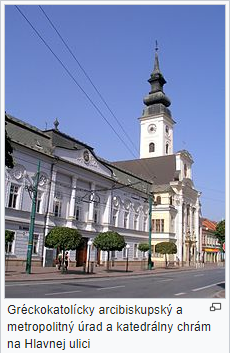 Gréckokatolícky arcibiskupský a
metropolitný úrad a katedrálny chrám
na Hlavnej ulici